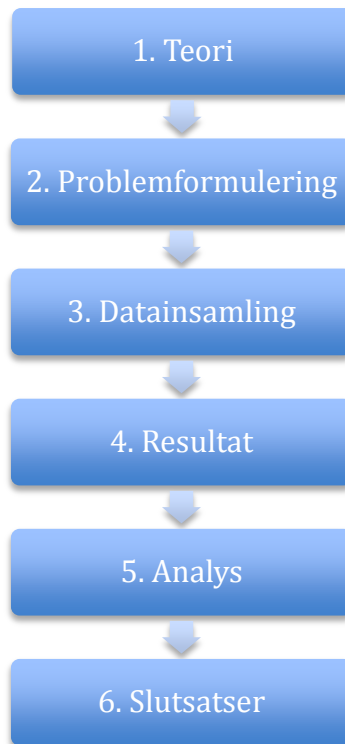 1. Teori
2. Problemformulering
3. Datainsamling
4. Resultat
5. Analys
6. Slutsatser